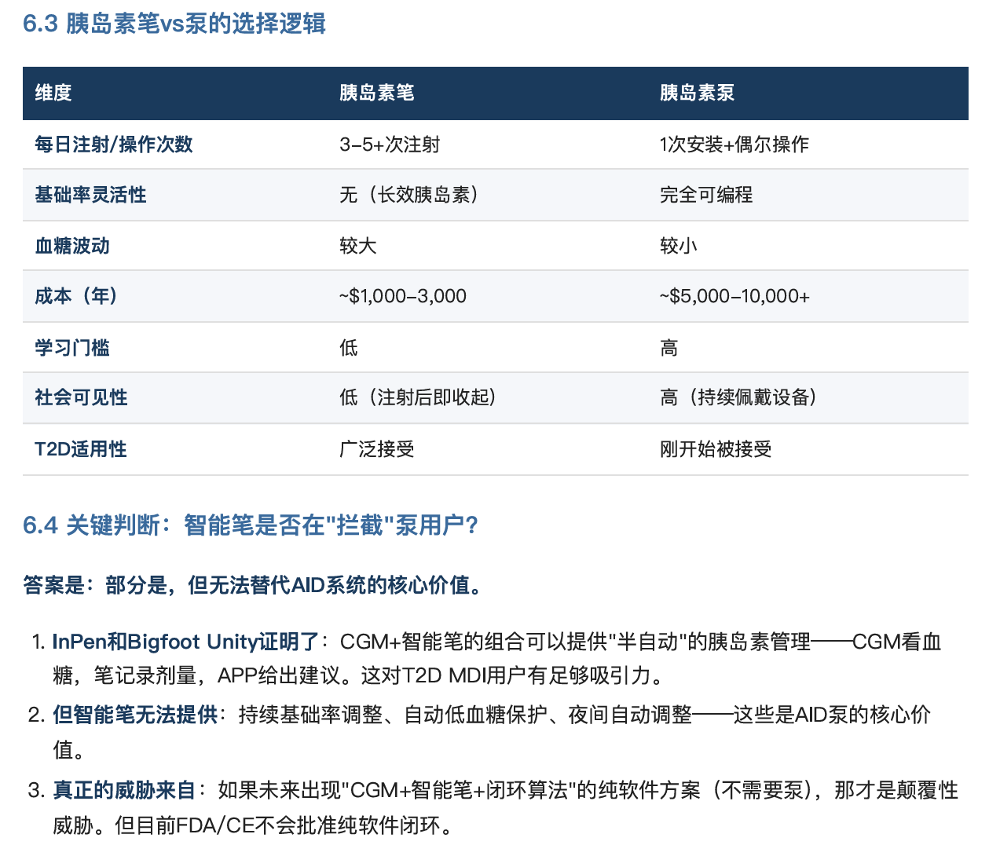 6.3 胰岛素笔vs泵的选择逻辑
维度 胰岛素笔 胰岛素泵
每日注射/操作次数 3–5+次注射 1次安装+偶尔操作
基础率灵活性 无（长效胰岛素） 完全可编程
血糖波动 较大 较小
成本（年） ~$1,000–3,000 ~$5,000–10,000+
学习门槛 低 高
社会可见性 低（注射后即收起） 高（持续佩戴设备）
T2D适用性 广泛接受 刚开始被接受
6.4 关键判断：智能笔是否在"拦截"泵用户？
答案是：部分是，但无法替代AID系统的核心价值。
1. InPen和Bigfoot Unity证明了：CGM+智能笔的组合可以提供"半自动"的胰岛素管理——CGM看血
糖，笔记录剂量，APP给出建议。这对T2D MDI用户有足够吸引力。
2. 但智能笔无法提供：持续基础率调整、自动低血糖保护、夜间自动调整——这些是AID泵的核心价
值。
3. 真正的威胁来自：如果未来出现"CGM+智能笔+闭环算法"的纯软件方案（不需要泵），那才是颠覆性
威胁。但目前FDA/CE不会批准纯软件闭环。